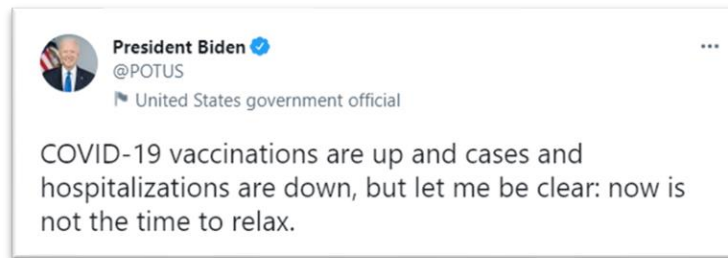 President Biden
@POTUS
United States government official
COVID-19 vaccinations are up and cases and
hospitalizations are down, but let me be clear: now is
not the time to relax.